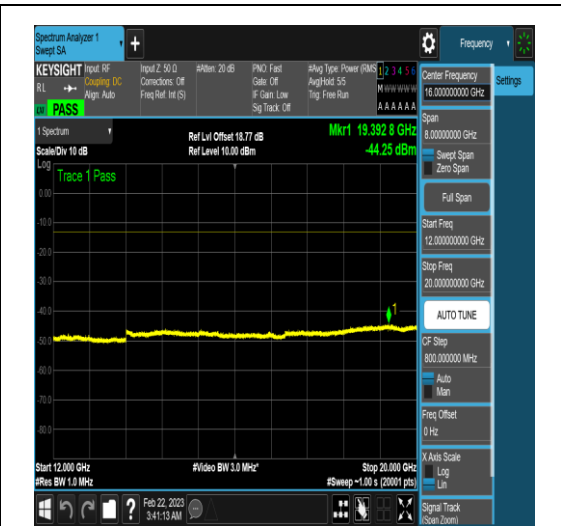 Spectrum Analyzer 1
Swept SA
+
Frequency
KEYSIGHT
Input: RF
Coupling: DC
Align: Auto
RL
PASS
Input Z: 50 Ω
Corrections: Off
Freq Ref: Int (S)
#Atten: 20 dB
PNO: Fast
Gate: Off
IF Gain: Low
Sig Track: Off
#Avg Type: Power (RMS
Avg|Hold: 5/5
Trig: Free Run
1 2 3 4 5 6
M W W W W W
A A A A A A
Center Frequency
16.000000000 GHz
Settings
Span
8.00000000 GHz
Swept Span
Zero Span
Full Span
Start Freq
12.000000000 GHz
Stop Freq
20.000000000 GHz
AUTO TUNE
CF Step
800.000000 MHz
Auto
Man
Freq Offset
0 Hz
X Axis Scale
Log
Lin
Signal Track
(Span Zoom)
1 Spectrum
Scale/Div 10 dB
Ref Lvl Offset 18.77 dB
Ref Level 10.00 dBm
Mkr1 19.392 8 GHz
-44.25 dBm
Log
Trace 1 Pass
0.00
-10.0
-20.0
-30.0
-40.0
-50.0
-60.0
-70.0
-80.0
1
Start 12.000 GHz
#Res BW 1.0 MHz
#Video BW 3.0 MHz*
Stop 20.000 GHz
#Sweep ~1.00 s (20001 pts)
?
Feb 22, 2023
3:41:13 AM